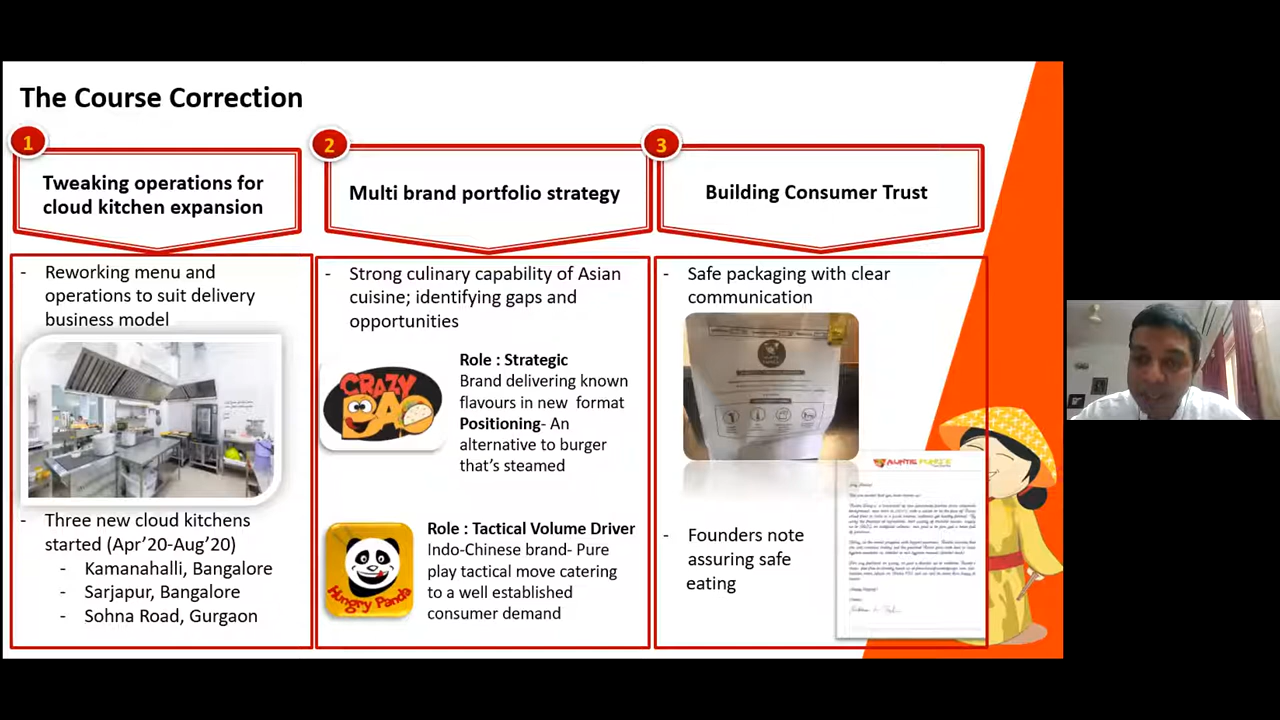 The Course Correction
1
Tweaking operations for
cloud kitchen expansion
- Reworking menu and
operations to suit delivery
business model
- Three new cloud kitchens
started (Apr'20-Aug'20)
- Kamanahalli, Bangalore
- Sarjapur, Bangalore
- Sohna Road, Gurgaon
2
Multi brand portfolio strategy
- Strong culinary capability of Asian
cuisine; identifying gaps and
opportunities
CRAZY
DAO
Role : Strategic
Brand delivering known
flavours in new format
Positioning- An
alternative to burger
that's steamed
Hungry Panda
Role : Tactical Volume Driver
Indo-Chinese brand- Pure
play tactical move catering
to a well established
consumer demand
3
Building Consumer Trust
- Safe packaging with clear
communication
- Founders note
assuring safe
eating
AUNTIE